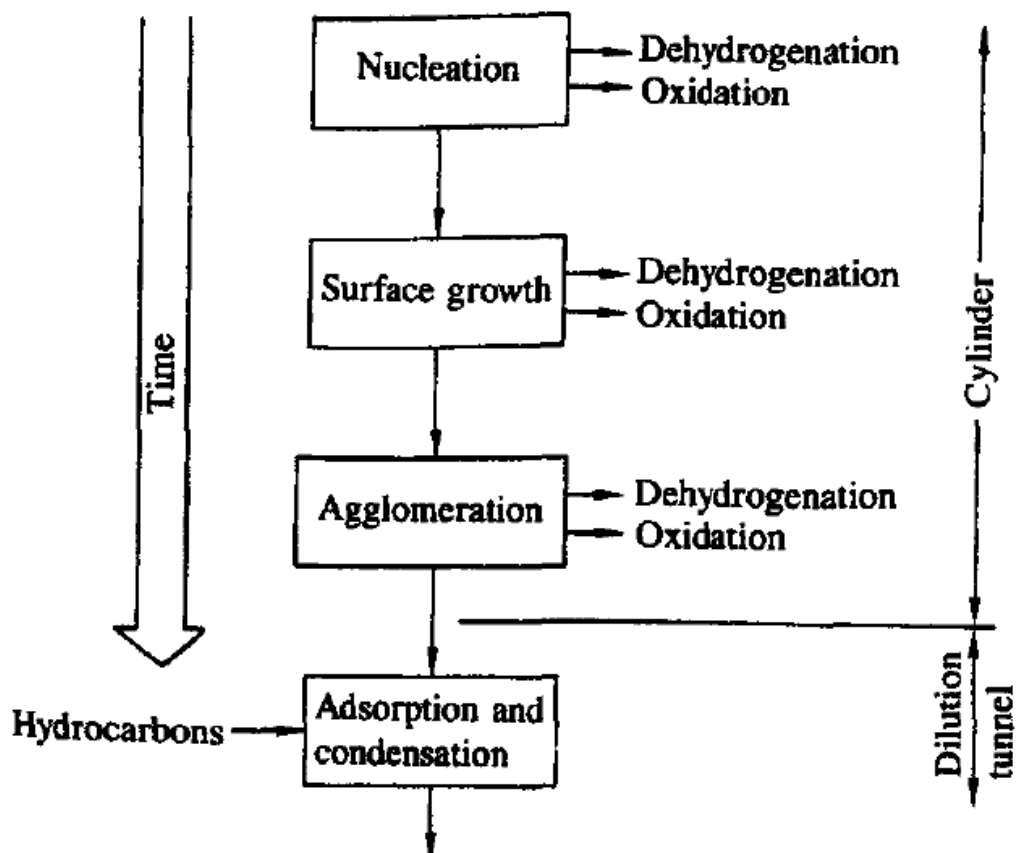 Nucleation
Dehydrogenation
Oxidation
Surface growth
Dehydrogenation
Oxidation
Time
Cylinder
Agglomeration
Dehydrogenation
Oxidation
Hydrocarbons
Adsorption and
condensation
Dilution
tunnel